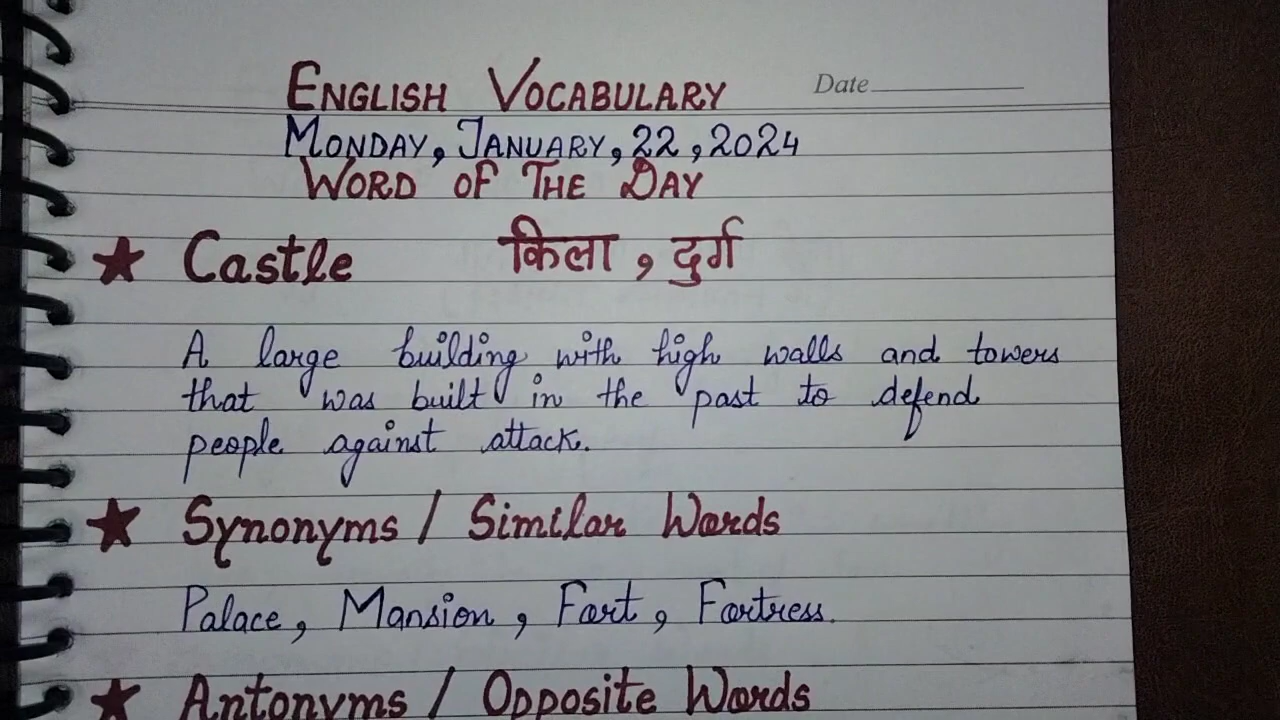 ENGLISH VOCABULARY
Date
MONDAY, JANUARY, 22, 2024
WORD OF THE DAY
★ Castle किला, दुर्ग
A large building with high walls and towers
that was built in the past to defend
people against attack.
★ Synonyms / Similar Words
Palace, Mansion, Fort, Fortress.
★ Antonyms / Opposite Words